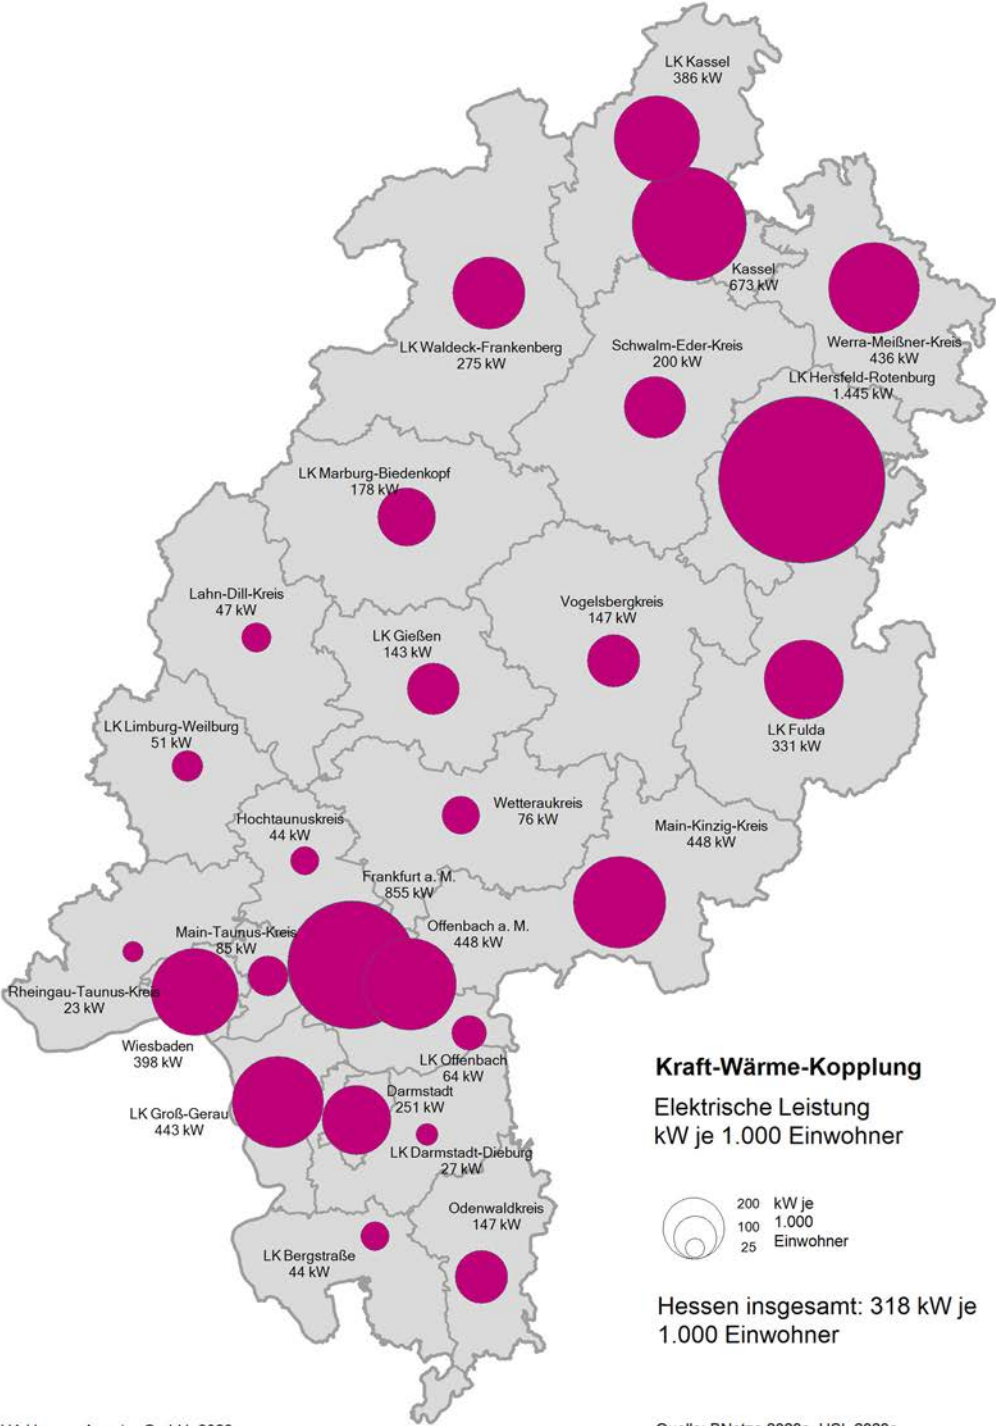 LK Kassel
386 kW
Kassel
673 kW
LK Waldeck-Frankenberg
275 kW
Schwalm-Eder-Kreis
200 kW
Werra-Meißner-Kreis
436 kW
LK Hersfeld-Rotenburg
1.445 kW
LK Marburg-Biedenkopf
178 kW
Lahn-Dill-Kreis
47 kW
LK Gießen
143 kW
Vogelsbergkreis
147 kW
LK Fulda
331 kW
LK Limburg-Weilburg
51 kW
Hochtaunuskreis
44 kW
Wetteraukreis
76 kW
Main-Kinzig-Kreis
448 kW
Frankfurt a. M.
855 kW
Offenbach a. M.
448 kW
Main-Taunus-Kreis
85 kW
Rheingau-Taunus-Kreis
23 kW
Wiesbaden
398 kW
LK Offenbach
64 kW
LK Groß-Gerau
443 kW
Darmstadt
251 kW
LK Darmstadt-Dieburg
27 kW
Odenwaldkreis
147 kW
LK Bergstraße
44 kW
Kraft-Wärme-Kopplung
Elektrische Leistung
kW je 1.000 Einwohner
200 kW je
100 1.000
25 Einwohner
Hessen insgesamt: 318 kW je
1.000 Einwohner